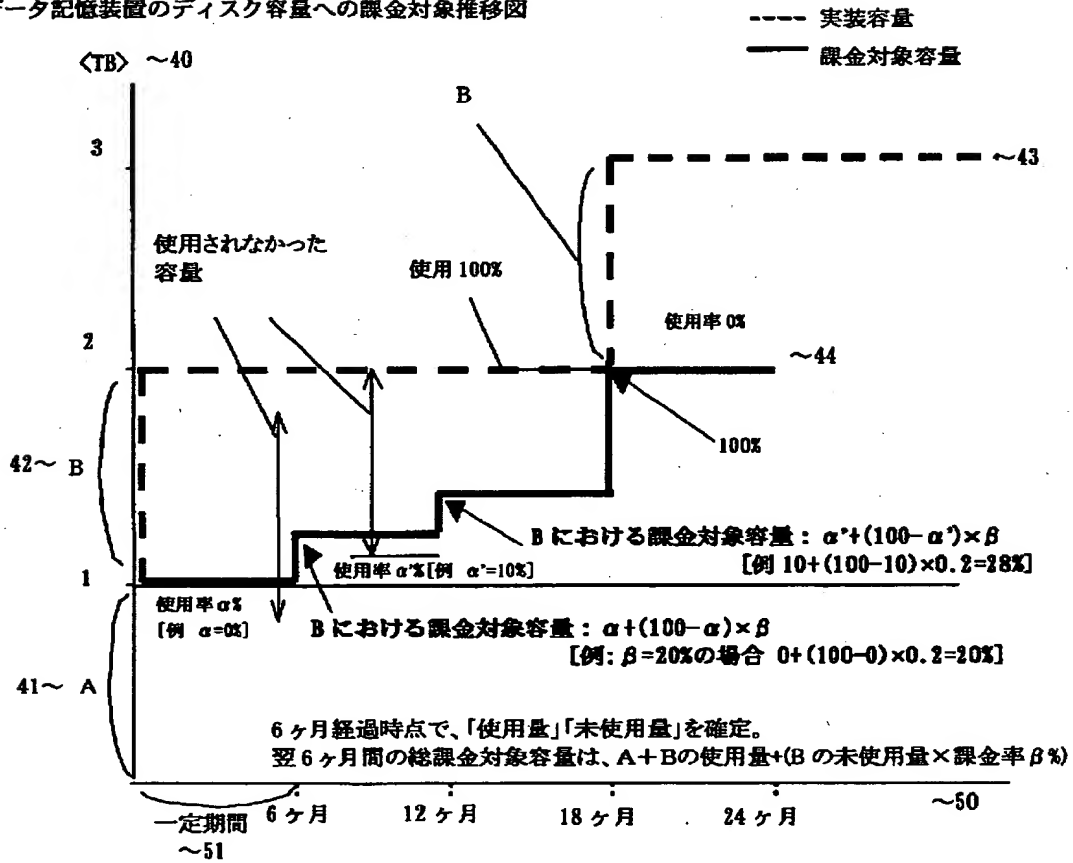 ータ記憶装置のディスク容量への課金対象推移図
実装容量
課金対象容量
〈TB〉 ～40
B
3
～43
使用されなかった
容量
使用100%
使用率0%
2
～44
100%
42～ B
Bにおける課金対象容量：α'+(100-α')×β
[例 10+(100-10)×0.2=28%]
使用率α'%[例 α'=10%]
1
使用率α%
[例 α=0%]
Bにおける課金対象容量：α+(100-α)×β
[例：β=20%の場合 0+(100-0)×0.2=20%]
41～ A
6ヶ月経過時点で、「使用量」「未使用量」を確定。
翌6ヶ月間の総課金対象容量は、A+Bの使用量+(Bの未使用量×課金率β%)
一定期間
～51
6ヶ月
12ヶ月
18ヶ月
24ヶ月
～50